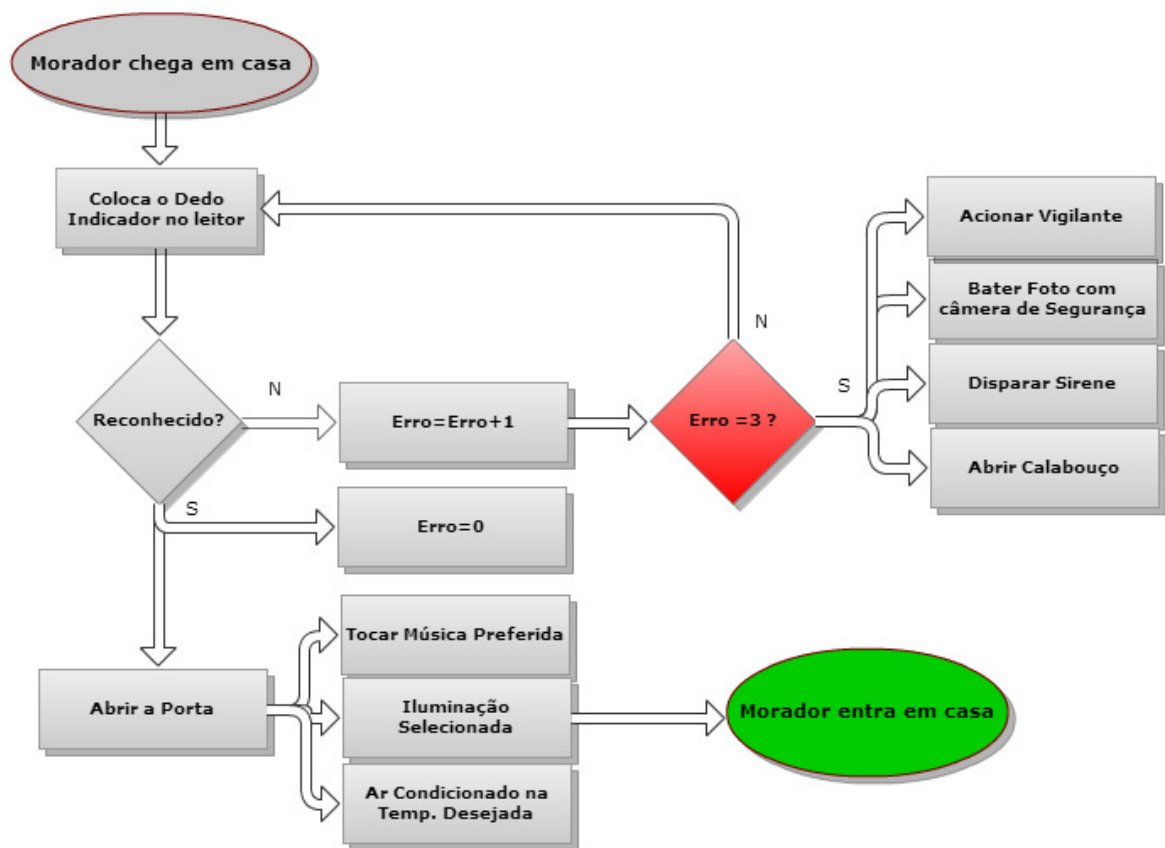 Morador chega em casa
Coloca o Dedo
Indicador no leitor
Reconhecido?
N
Erro=Erro+1
Erro =3 ?
N
S
Acionar Vigilante
Bater Foto com
câmera de Segurança
Disparar Sirene
Abrir Calabouço
S
Erro=0
Abrir a Porta
Tocar Música Preferida
Iluminação
Selecionada
Ar Condicionado na
Temp. Desejada
Morador entra em casa